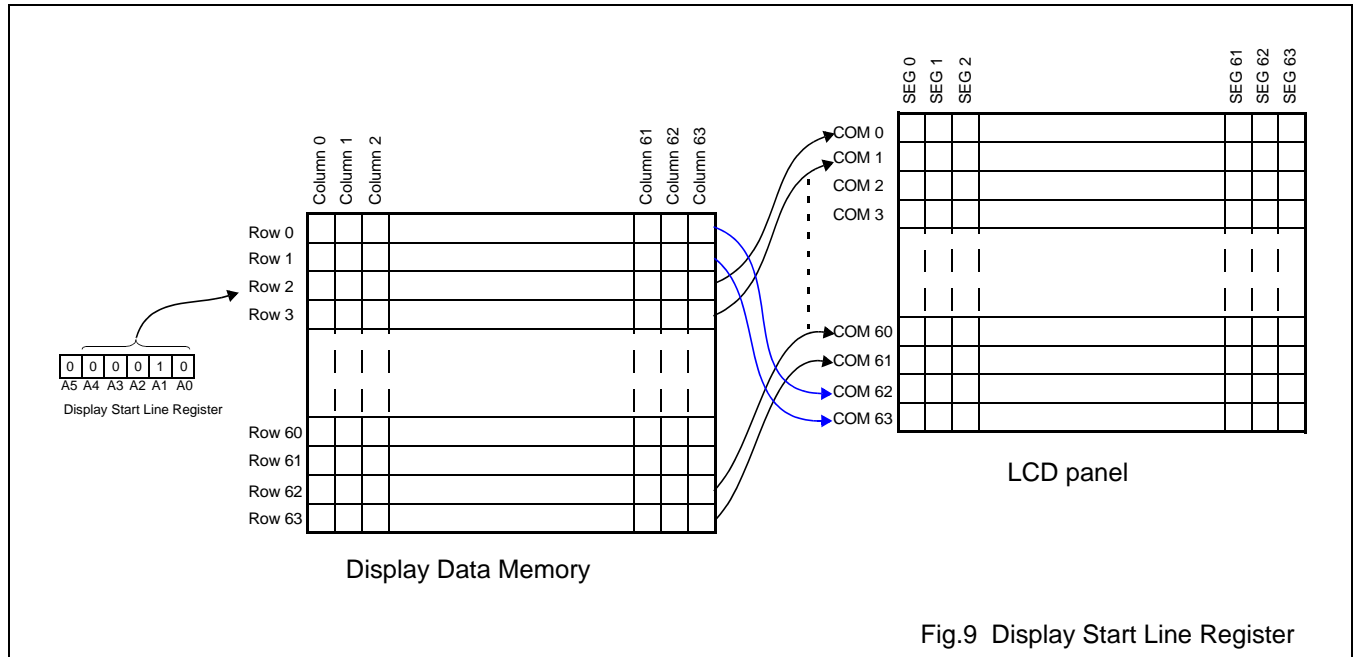 SEG 0
SEG 1
SEG 2
SEG 61
SEG 62
SEG 63
Column 0
Column 1
Column 2
Column 61
Column 62
Column 63
COM 0
COM 1
COM 2
COM 3
Row 0
Row 1
Row 2
Row 3
0 0 0 0 1 0
A5 A4 A3 A2 A1 A0
Display Start Line Register
COM 60
COM 61
COM 62
COM 63
Row 60
Row 61
Row 62
Row 63
LCD panel
Display Data Memory
Fig.9 Display Start Line Register